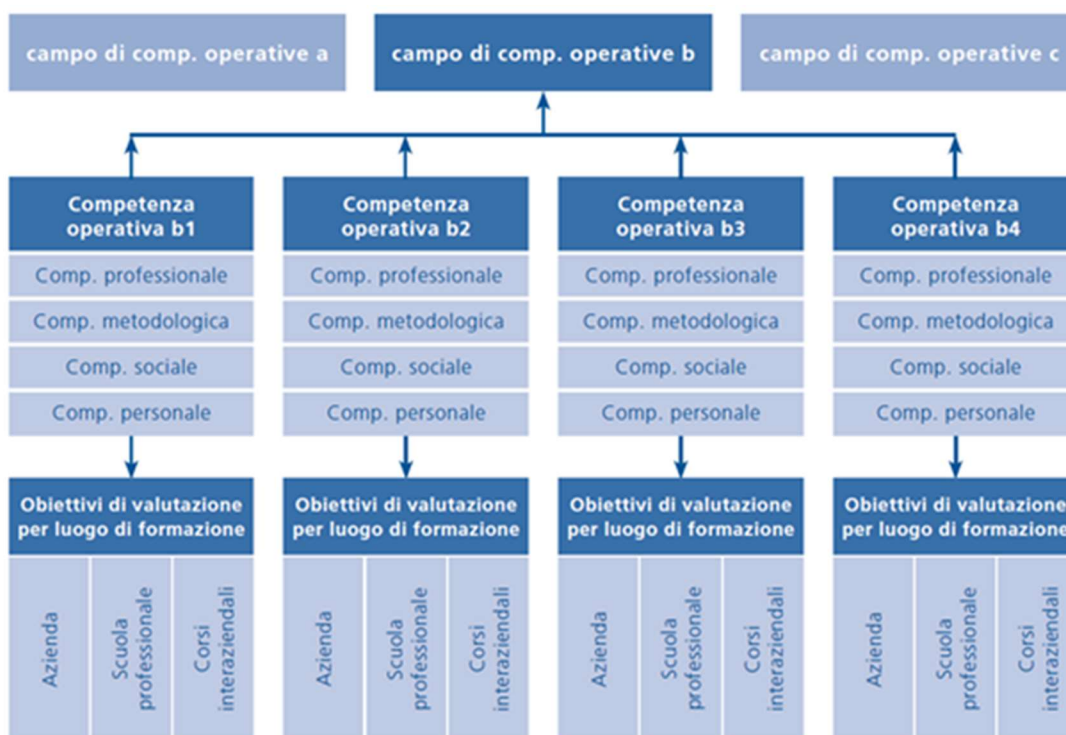 campo di comp. operative a
campo di comp. operative b
campo di comp. operative c
Competenza
operativa b1
Comp. professionale
Comp. metodologica
Comp. sociale
Comp. personale
Obiettivi di valutazione
per luogo di formazione
Azienda
Scuola
professionale
Corsi
interaziendali
Competenza
operativa b2
Comp. professionale
Comp. metodologica
Comp. sociale
Comp. personale
Obiettivi di valutazione
per luogo di formazione
Azienda
Scuola
professionale
Corsi
interaziendali
Competenza
operativa b3
Comp. professionale
Comp. metodologica
Comp. sociale
Comp. personale
Obiettivi di valutazione
per luogo di formazione
Azienda
Scuola
professionale
Corsi
interaziendali
Competenza
operativa b4
Comp. professionale
Comp. metodologica
Comp. sociale
Comp. personale
Obiettivi di valutazione
per luogo di formazione
Azienda
Scuola
professionale
Corsi
interaziendali